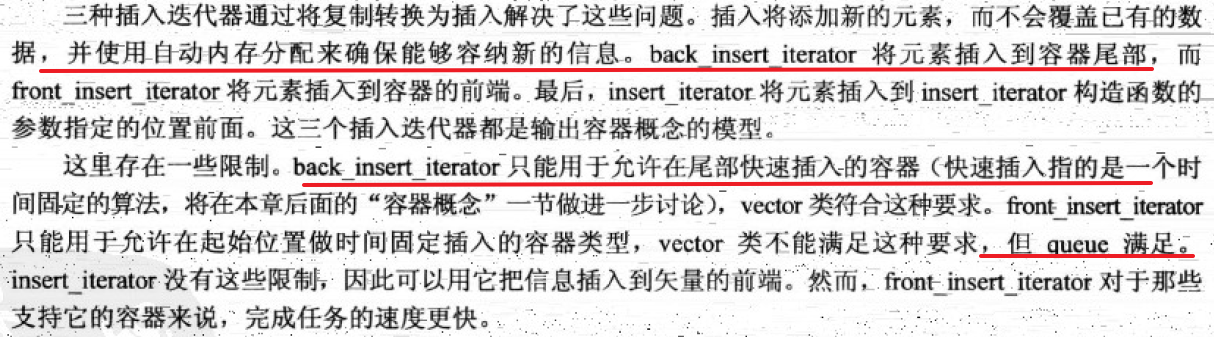 三种插入迭代器通过将复制转换为插入解决了这些问题。插入将添加新的元素，而不会覆盖已有的数
据，并使用自动内存分配来确保能够容纳新的信息。back_insert_iterator 将元素插入到容器尾部，而
front_insert_iterator 将元素插入到容器的前端。最后，insert_iterator 将元素插入到 insert_iterator 构造函数的
参数指定的位置前面。这三个插入迭代器都是输出容器概念的模型。
这里存在一些限制。back_insert_iterator 只能用于允许在尾部快速插入的容器（快速插入指的是一个时
间固定的算法，将在本章后面的“容器概念”一节做进一步讨论），vector 类符合这种要求。front_insert_iterator
只能用于允许在起始位置做时间固定插入的容器类型，vector 类不能满足这种要求，但 queue 满足。
insert_iterator 没有这些限制，因此可以用它把信息插入到矢量的前端。然而，front_insert_iterator 对于那些
支持它的容器来说，完成任务的速度更快。